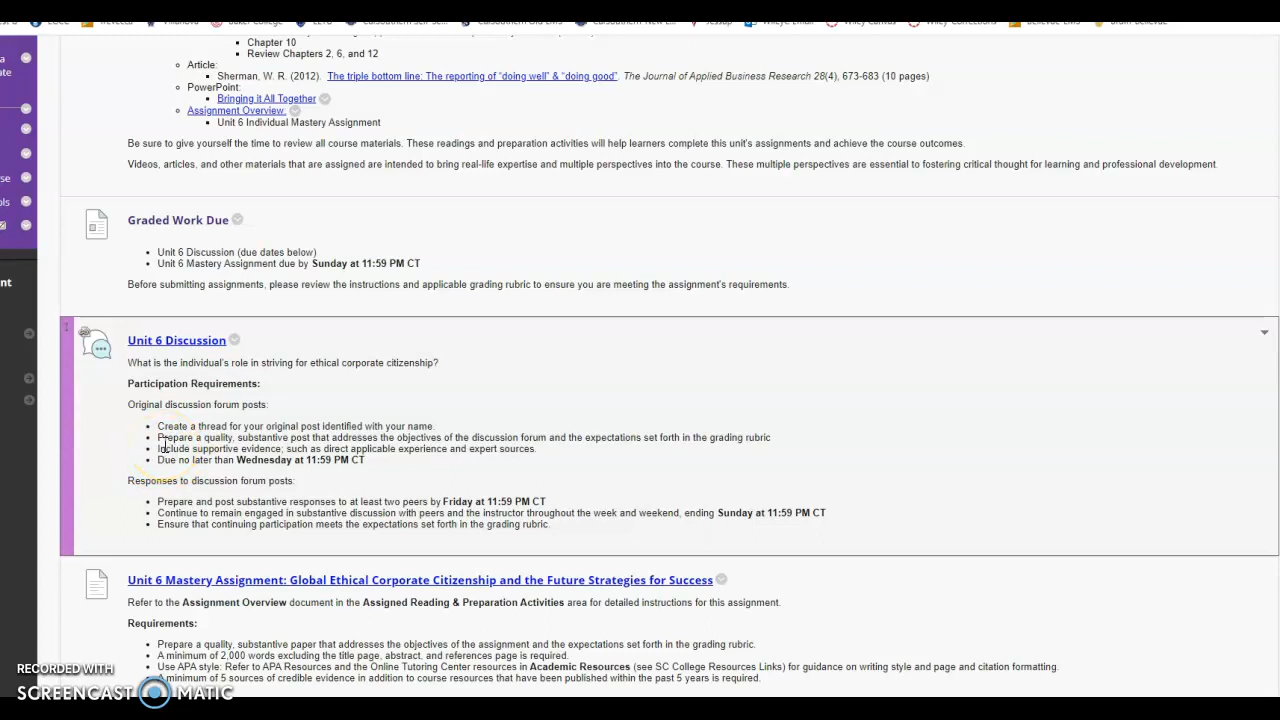 Chapter 10
Review Chapters 2, 6, and 12
Article:
Sherman, W. R. (2012). The triple bottom line: The reporting of "doing well" & "doing good". The Journal of Applied Business Research 28(4), 673-683 (10 pages)
PowerPoint:
Bringing it All Together
Assignment Overview
Unit 6 Individual Mastery Assignment
Be sure to give yourself the time to review all course materials. These readings and preparation activities will help learners complete this unit's assignments and achieve the course outcomes.
Videos, articles, and other materials that are assigned are intended to bring real-life expertise and multiple perspectives into the course. These multiple perspectives are essential to fostering critical thought for learning and professional development.
Graded Work Due
Unit 6 Discussion (due dates below)
Unit 6 Mastery Assignment due by Sunday at 11:59 PM CT
Before submitting assignments, please review the instructions and applicable grading rubric to ensure you are meeting the assignment's requirements.
Unit 6 Discussion
What is the individual's role in striving for ethical corporate citizenship?
Participation Requirements:
Original discussion forum posts:
Create a thread for your original post identified with your name.
Prepare a quality, substantive post that addresses the objectives of the discussion forum and the expectations set forth in the grading rubric
Include supportive evidence; such as direct applicable experience and expert sources.
Due no later than Wednesday at 11:59 PM CT
Responses to discussion forum posts:
Prepare and post substantive responses to at least two peers by Friday at 11:59 PM CT
Continue to remain engaged in substantive discussion with peers and the instructor throughout the week and weekend, ending Sunday at 11:59 PM CT
Ensure that continuing participation meets the expectations set forth in the grading rubric.
Unit 6 Mastery Assignment: Global Ethical Corporate Citizenship and the Future Strategies for Success
Refer to the Assignment Overview document in the Assigned Reading & Preparation Activities area for detailed instructions for this assignment.
Requirements:
Prepare a quality, substantive paper that addresses the objectives of the assignment and the expectations set forth in the grading rubric.
A minimum of 2,000 words excluding the title page, abstract, and references page is required.
Use APA style: Refer to APA Resources and the Online Tutoring Center resources in Academic Resources (see SC College Resources Links) for guidance on writing style and page and citation formatting.
A minimum of 5 sources of credible evidence in addition to course resources that have been published within the past 5 years is required.
RECORDED WITH
SCREENCAST MATIC